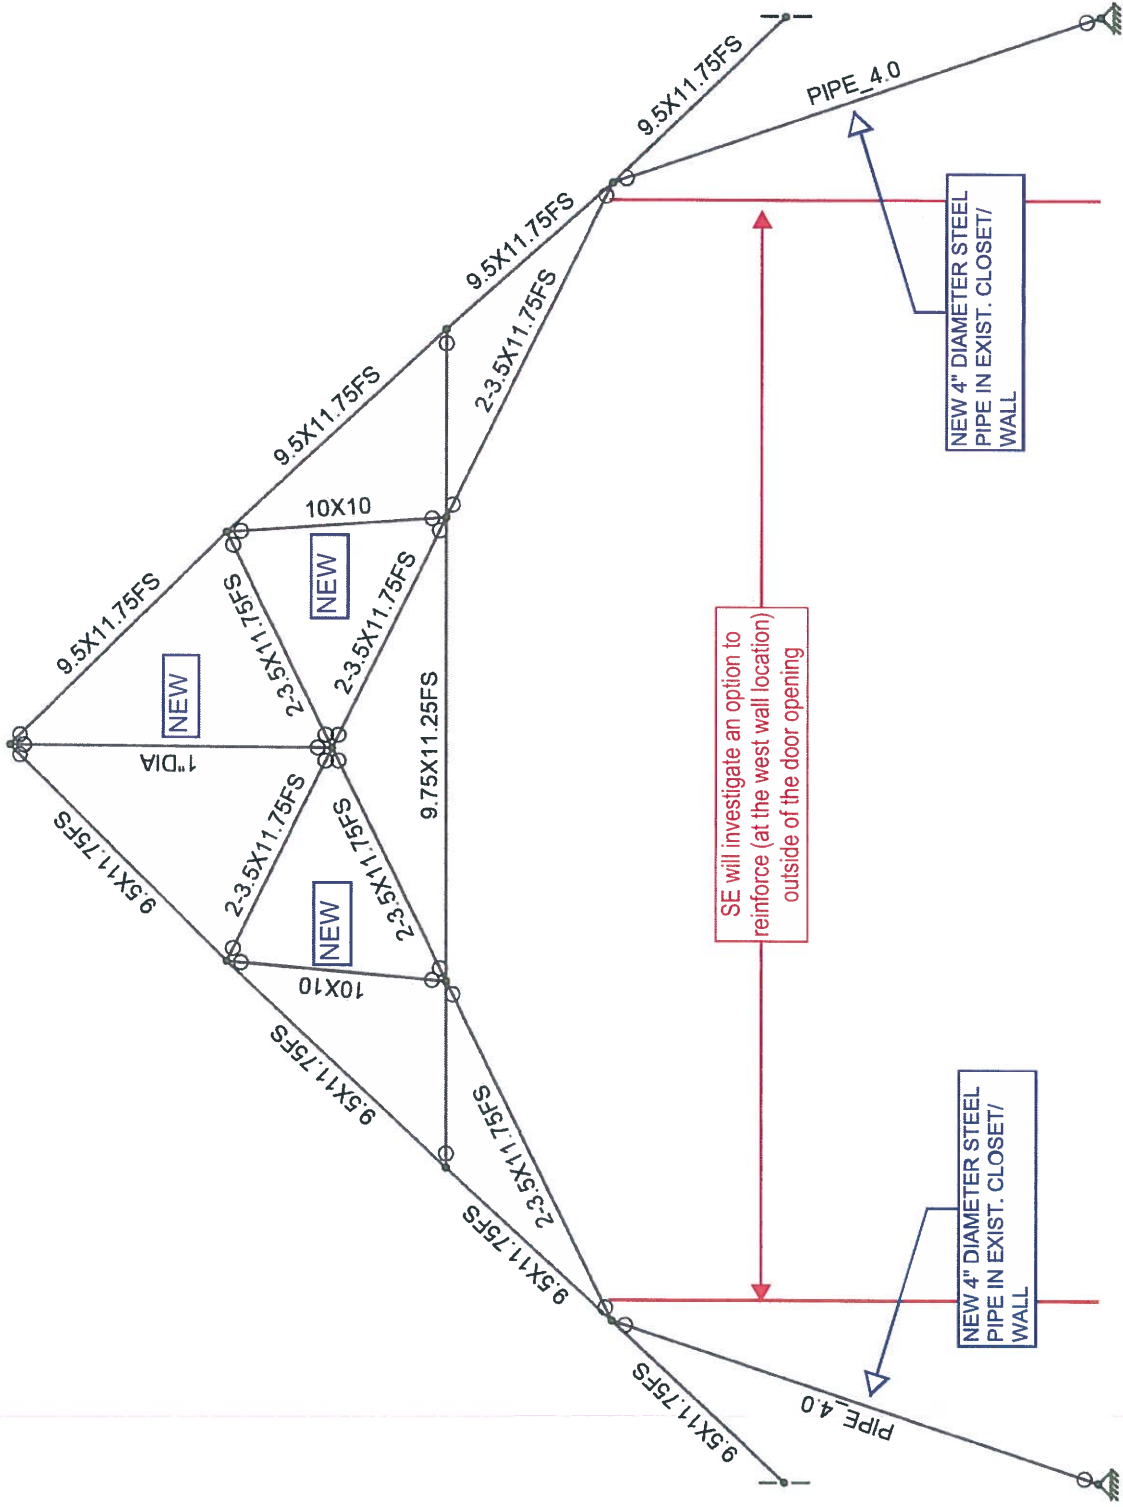 9.5X11.75FS
9.5X11.75FS
1"DIA
NEW
9.5X11.75FS
9.5X11.75FS
2-3.5X11.75FS
2-3.5X11.75FS
10X10
10X10
NEW
NEW
2-3.5X11.75FS
2-3.5X11.75FS
9.75X11.25FS
9.5X11.75FS
9.5X11.75FS
2-3.5X11.75FS
2-3.5X11.75FS
9.5X11.75FS
9.5X11.75FS
PIPE_4.0
PIPE_4.0
SE will investigate an option to
reinforce (at the west wall location)
outside of the door opening
NEW 4" DIAMETER STEEL
PIPE IN EXIST. CLOSET/
WALL
NEW 4" DIAMETER STEEL
PIPE IN EXIST. CLOSET/
WALL